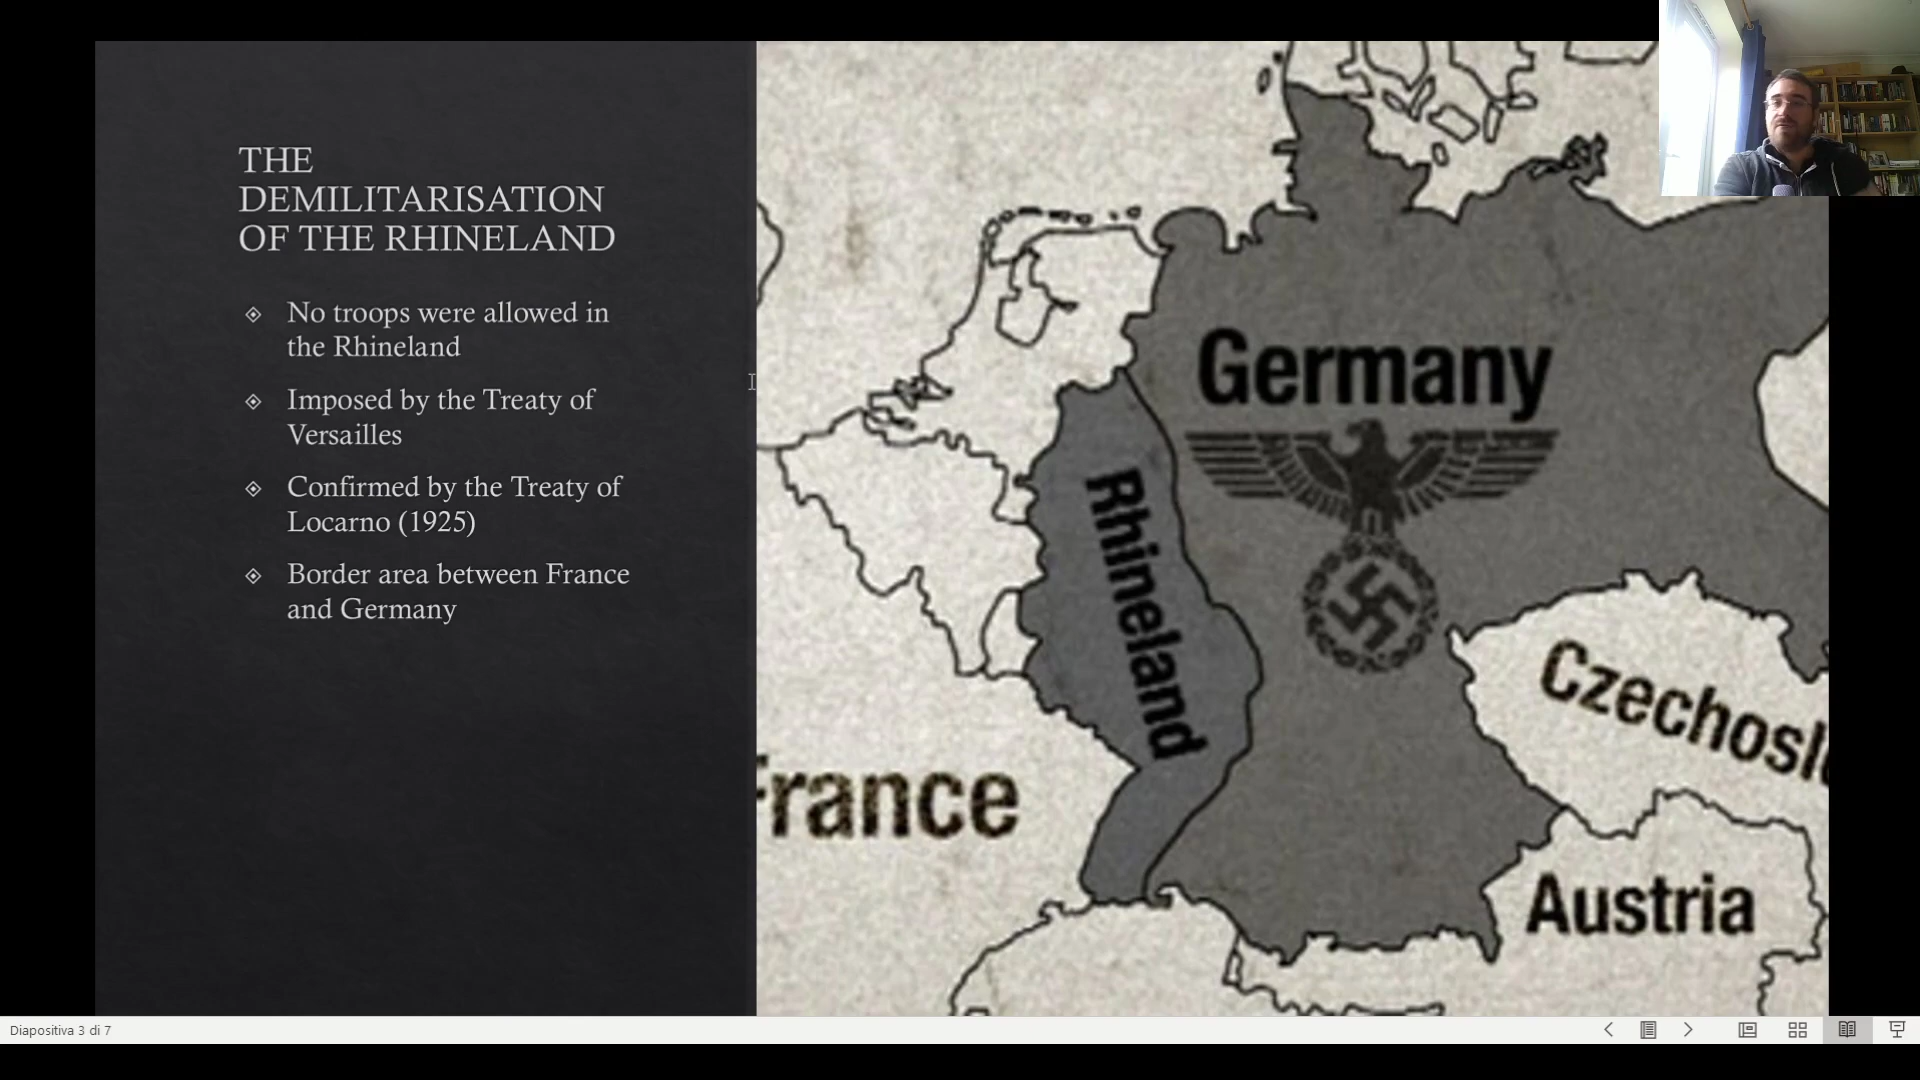 THE
DEMILITARISATION
OF THE RHINELAND
No troops were allowed in
the Rhineland
Imposed by the Treaty of
Versailles
Confirmed by the Treaty of
Locarno (1925)
Border area between France
and Germany
Germany
Rhineland
Czechosl
France
Austria
Diapositiva 3 di 7